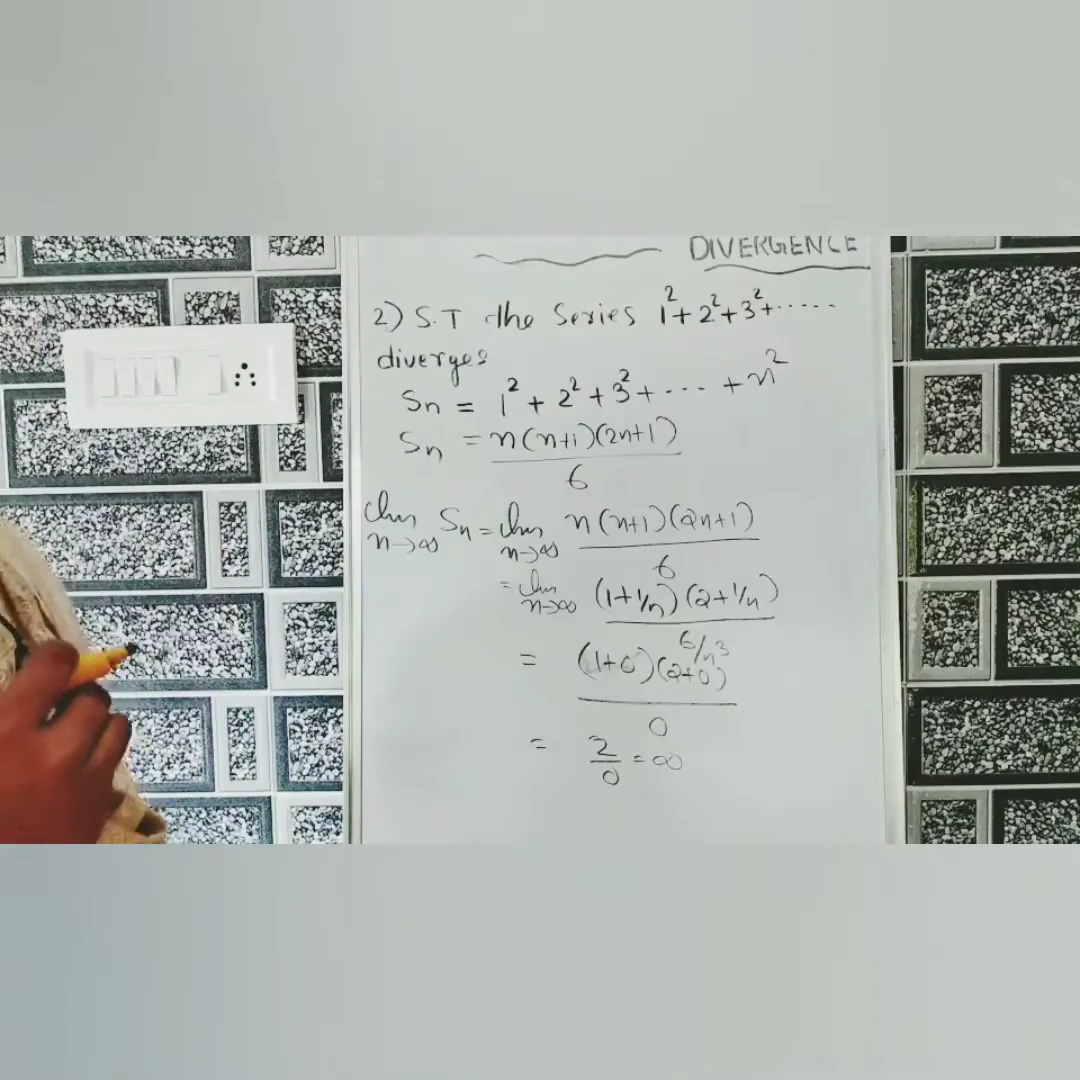 DIVERGENCE
2) S.T the Series 1²+2²+3²+.....
diverges
Sn = 1²+2²+3²+...+n²
Sn = n(n+1)(2n+1)/6
lim n→∞ Sn = lim n→∞ n(n+1)(2n+1)/6
= lim n→∞ (1+1/n)(2+1/n)/(6/n³)
= (1+0)(2+0)/0
= 2/0 = ∞